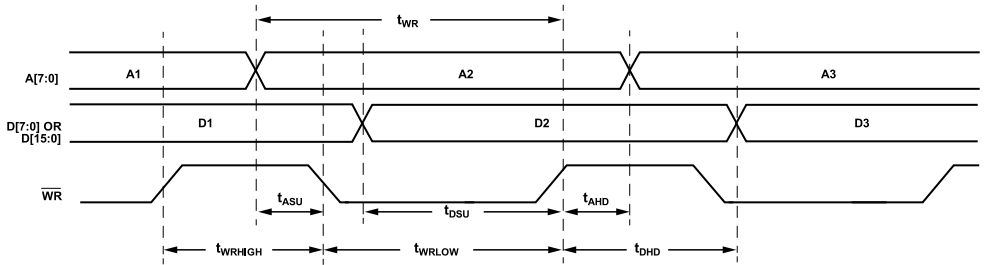 tWR
A[7:0]
A1
A2
A3
D[7:0] OR
D[15:0]
D1
D2
D3
WR
tASU
tDSU
tAHD
tWRHIGH
tWRLOW
tDHD